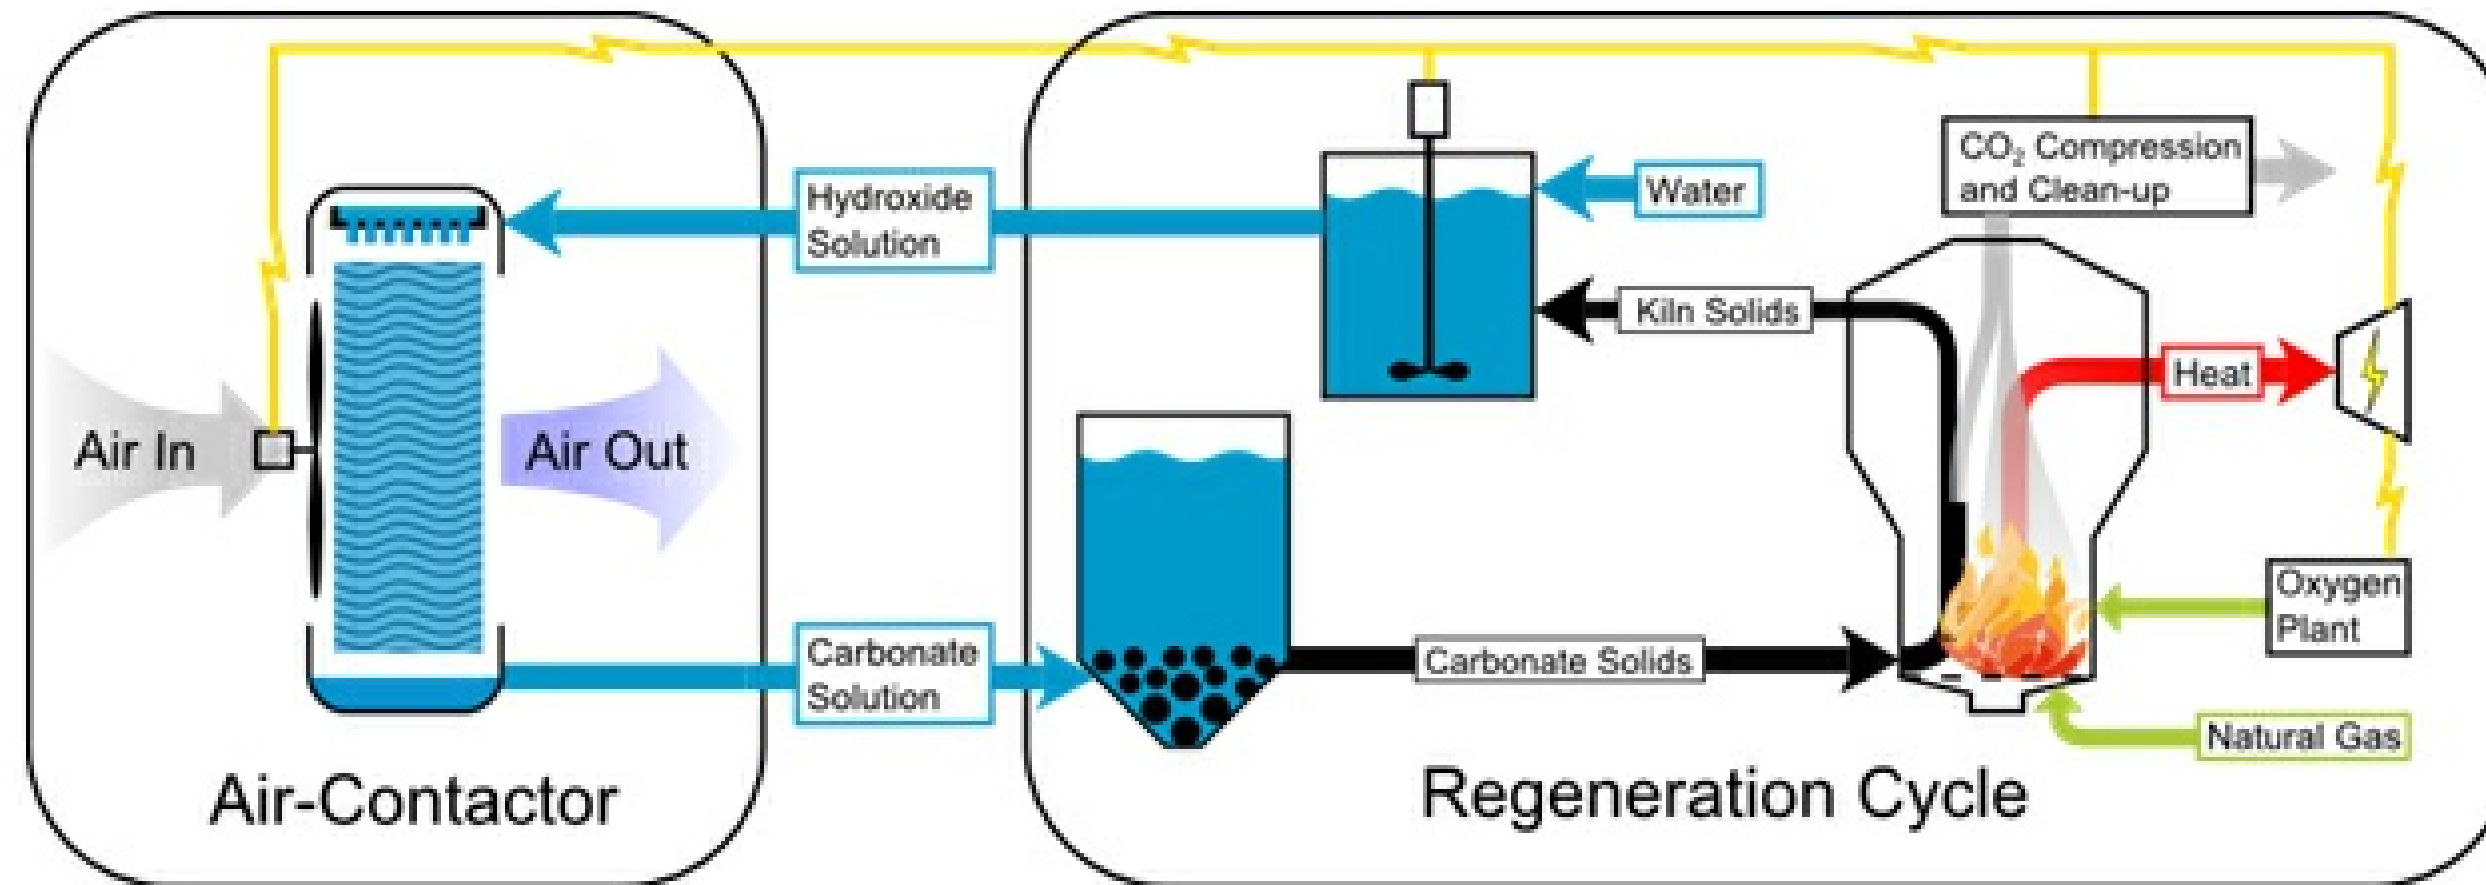 CO₂ Compression
and Clean-up
Hydroxide
Solution
Water
Kiln Solids
Heat
Air In
Air Out
Oxygen
Plant
Carbonate
Solution
Carbonate Solids
Natural Gas
Air-Contactor
Regeneration Cycle